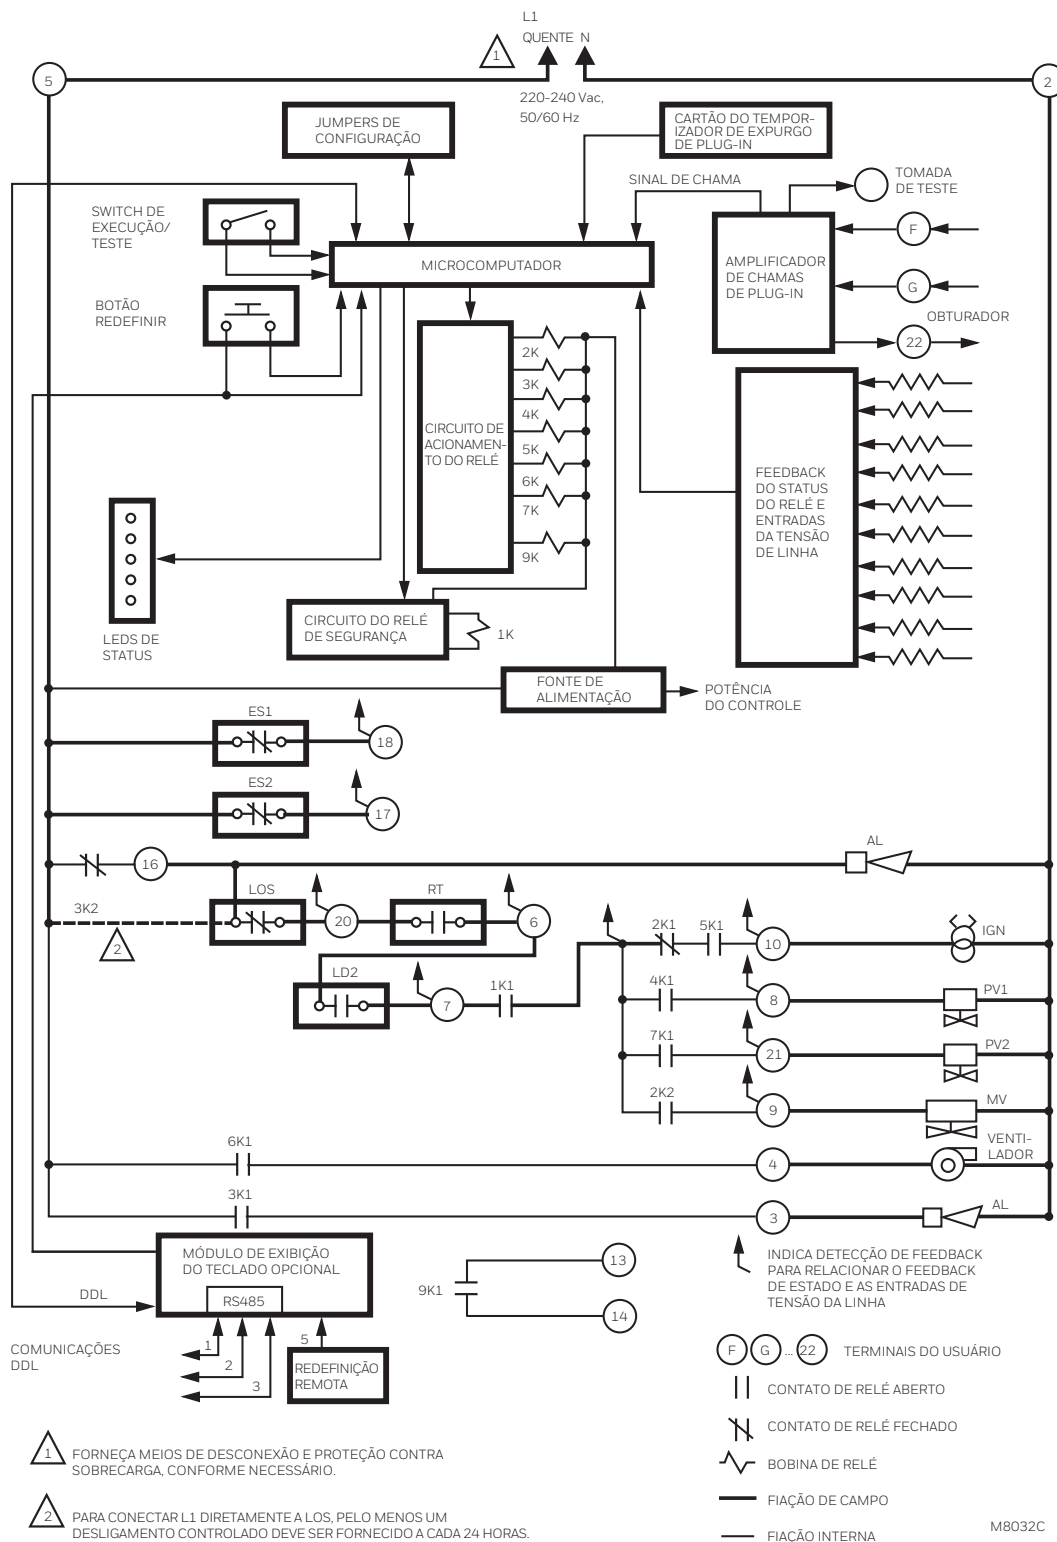 L1
QUENTE N
1
5
2
220-240 Vac,
50/60 Hz
JUMPERS DE
CONFIGURAÇÃO
CARTÃO DO TEMPOR-
IZADOR DE EXPURGO
DE PLUG-IN
SINAL DE CHAMA
TOMADA
DE TESTE
SWITCH DE
EXECUÇÃO/
TESTE
F
MICROCOMPUTADOR
AMPLIFICADOR
DE CHAMAS
DE PLUG-IN
G
BOTÃO
REDEFINIR
OBTURADOR
22
2K
3K
4K
5K
6K
7K
9K
CIRCUITO DE
ACIONAMEN-
TO DO RELÉ
FEEDBACK
DO STATUS
DO RELÉ E
ENTRADAS
DA TENSÃO
DE LINHA
LEDS DE
STATUS
CIRCUITO DO RELÉ
DE SEGURANÇA
1K
FONTE DE
ALIMENTAÇÃO
POTÊNCIA
DO CONTROLE
ES1
18
ES2
17
16
AL
3K2
2
LOS
20
RT
6
LD2
7
1K1
2K1
5K1
10
IGN
4K1
8
PV1
7K1
21
PV2
2K2
9
MV
6K1
4
VENTI-
LADOR
3K1
3
AL
MÓDULO DE EXIBIÇÃO
DO TECLADO OPCIONAL
RS485
DDL
9K1
13
14
INDICA DETECÇÃO DE FEEDBACK
PARA RELACIONAR O FEEDBACK
DE ESTADO E AS ENTRADAS DE
TENSÃO DA LINHA
COMUNICAÇÕES
DDL
1
2
3
5
REDEFINIÇÃO
REMOTA
F G ... 22 TERMINAIS DO USUÁRIO
CONTATO DE RELÉ ABERTO
CONTATO DE RELÉ FECHADO
BOBINA DE RELÉ
FIAÇÃO DE CAMPO
FIAÇÃO INTERNA
1 FORNEÇA MEIOS DE DESCONEXÃO E PROTEÇÃO CONTRA
SOBRECARGA, CONFORME NECESSÁRIO.
2 PARA CONECTAR L1 DIRETAMENTE A LOS, PELO MENOS UM
DESLIGAMENTO CONTROLADO DEVE SER FORNECIDO A CADA 24 HORAS.
M8032C